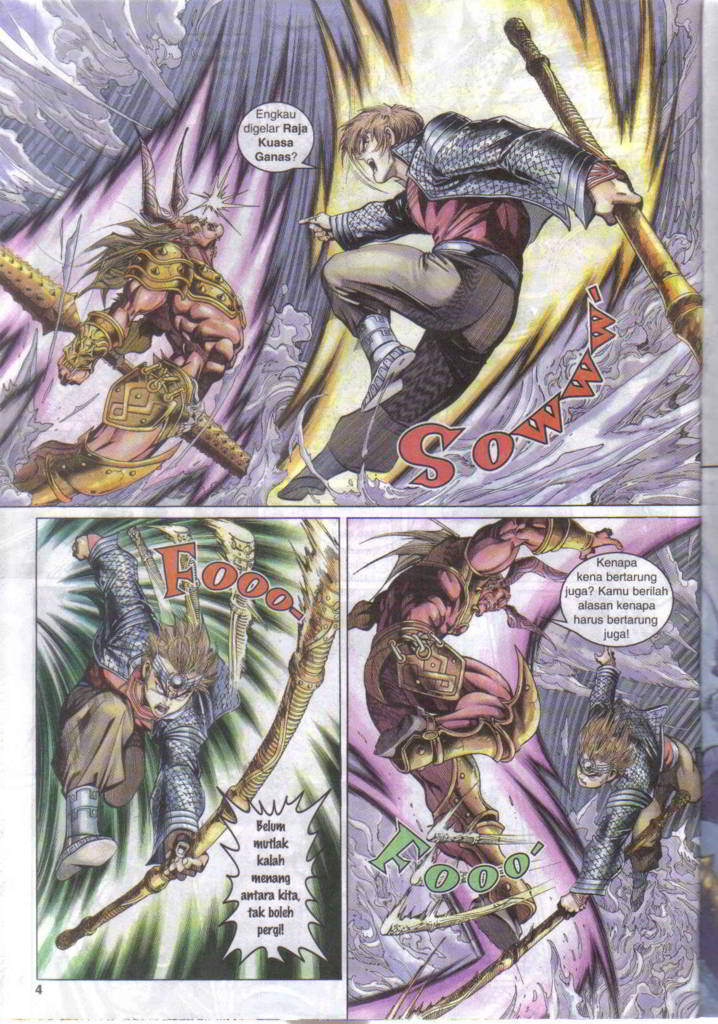 Engkau
digelar Raja
Kuasa
Ganas?
SOWWA-
FOOO-
Belum
mutlak
kalah
menang
antara kita,
tak boleh
pergi!
Kenapa
kena bertarung
juga? Kamu berilah
alasan kenapa
harus bertarung
juga!
FOOO-
4